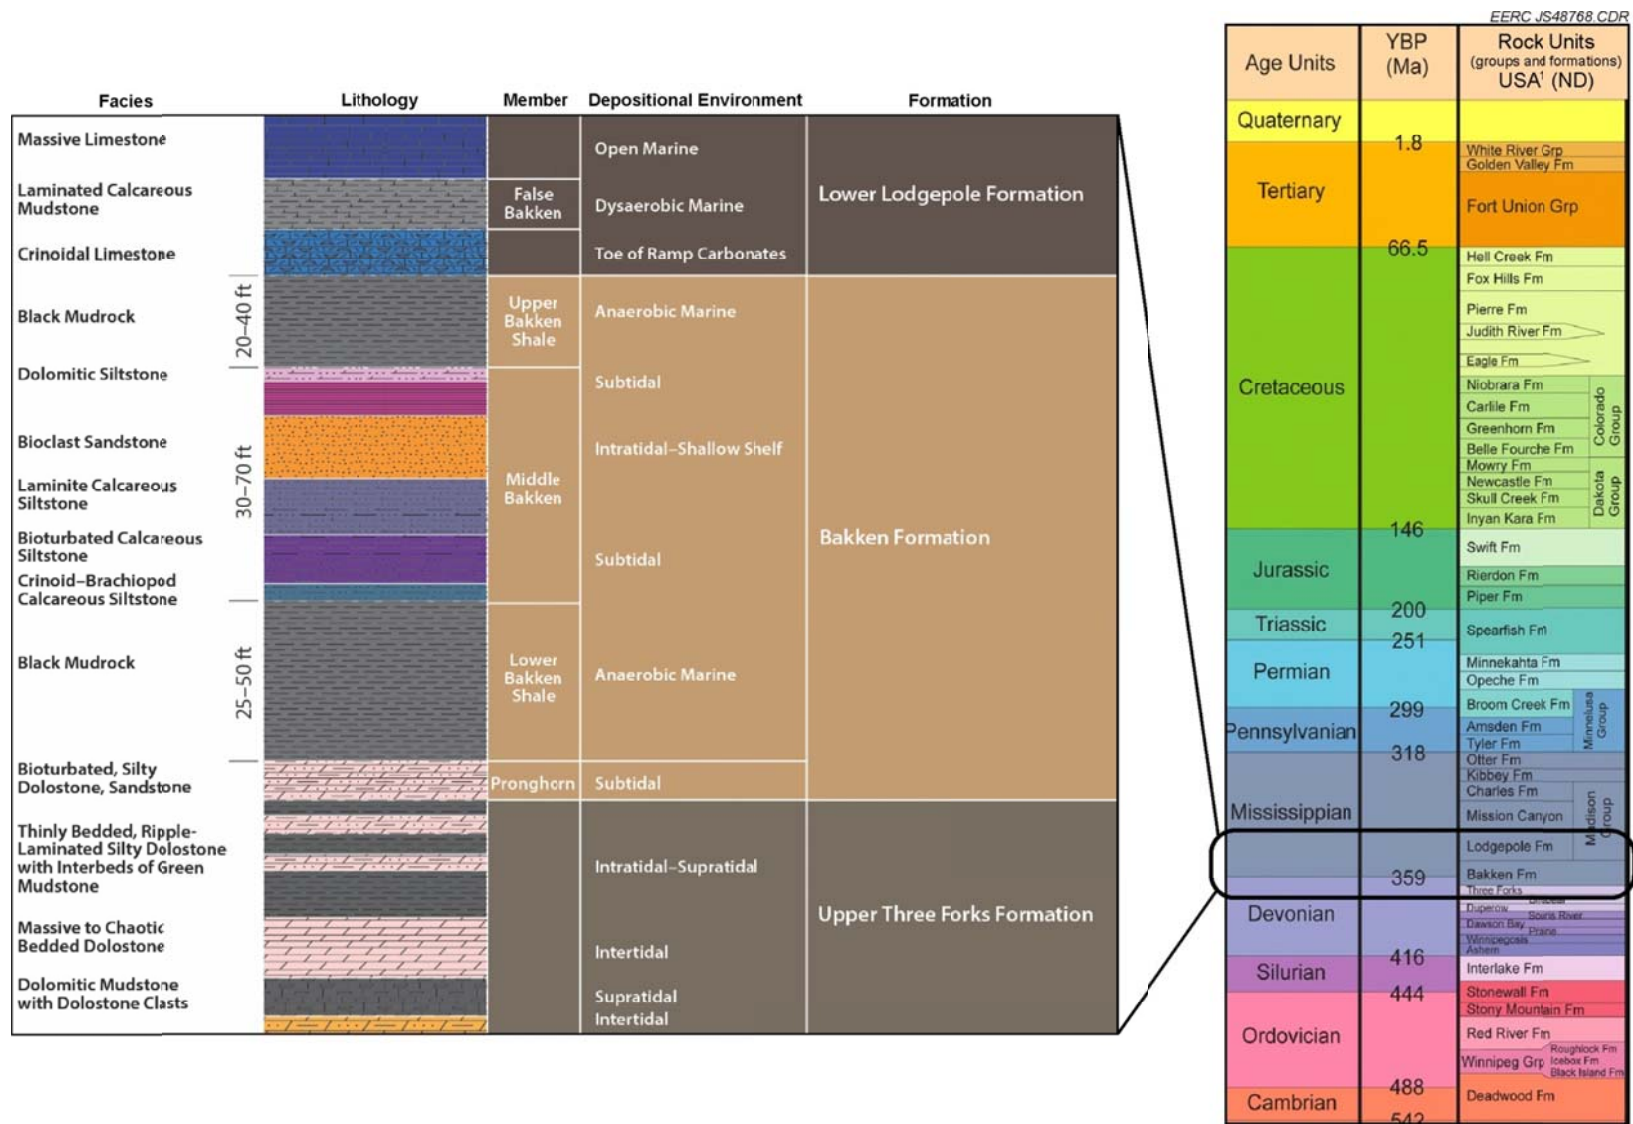 EERC JS48768.CDR
Facies
Lithology
Member
Depositional Environment
Formation
Massive Limestone
Open Marine
Laminated Calcareous
Mudstone
False
Bakken
Dysaerobic Marine
Lower Lodgepole Formation
Crinoidal Limestone
Toe of Ramp Carbonates
20–40 ft
Black Mudrock
Upper
Bakken
Shale
Anaerobic Marine
Dolomitic Siltstone
Subtidal
30–70 ft
Bioclast Sandstone
Intratidal–Shallow Shelf
Laminite Calcareous
Siltstone
Middle
Bakken
Bioturbated Calcareous
Siltstone
Subtidal
Bakken Formation
Crinoid–Brachiopod
Calcareous Siltstone
25–50 ft
Black Mudrock
Lower
Bakken
Shale
Anaerobic Marine
Bioturbated, Silty
Dolostone, Sandstone
Pronghorn
Subtidal
Thinly Bedded, Ripple-
Laminated Silty Dolostone
with Interbeds of Green
Mudstone
Intratidal–Supratidal
Upper Three Forks Formation
Massive to Chaotic
Bedded Dolostone
Intertidal
Dolomitic Mudstone
with Dolostone Clasts
Supratidal
Intertidal
Age Units
YBP
(Ma)
Rock Units
(groups and formations)
USA¹ (ND)
Quaternary
1.8
Tertiary
White River Grp
Golden Valley Fm
Fort Union Grp
66.5
Cretaceous
Hell Creek Fm
Fox Hills Fm
Pierre Fm
Judith River Fm
Eagle Fm
Niobrara Fm
Carlile Fm
Greenhorn Fm
Belle Fourche Fm
Colorado
Group
Mowry Fm
Newcastle Fm
Skull Creek Fm
Inyan Kara Fm
Dakota
Group
146
Jurassic
Swift Fm
Rierdon Fm
Piper Fm
200
Triassic
Spearfish Fm
251
Permian
Minnekahta Fm
Opeche Fm
299
Broom Creek Fm
Pennsylvanian
Amsden Fm
Tyler Fm
Minnelusa
Group
318
Mississippian
Otter Fm
Kibbey Fm
Charles Fm
Mission Canyon
Lodgepole Fm
Madison
Group
Bakken Fm
359
Devonian
Three Forks
Duperow
Souris River
Dawson Bay
Prairie
Winnipegosis
Ashern
416
Silurian
Interlake Fm
444
Ordovician
Stonewall Fm
Stony Mountain Fm
Red River Fm
Winnipeg Grp
Roughlock Fm
Icebox Fm
Black Island Fm
488
Cambrian
Deadwood Fm
542